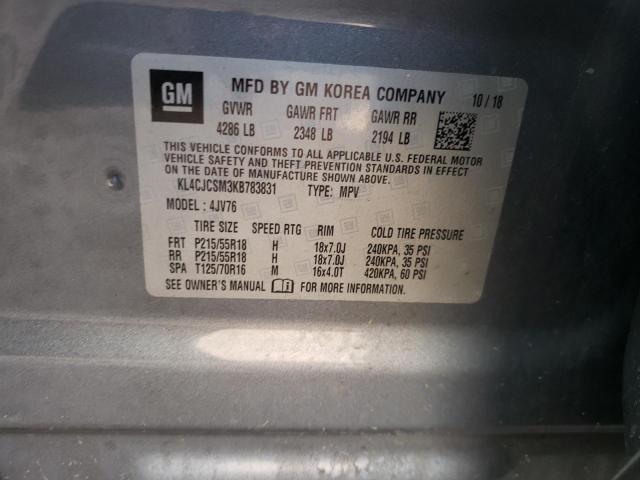 GM MFD BY GM KOREA COMPANY 10 / 18
GVWR GAWR FRT GAWR RR
4286 LB 2348 LB 2194 LB
THIS VEHICLE CONFORMS TO ALL APPLICABLE U.S. FEDERAL MOTOR
VEHICLE SAFETY AND THEFT PREVENTION STANDARDS IN EFFECT
ON THE DATE OF MANUFACTURE SHOWN ABOVE.
KL4CJCSM3KB783831 TYPE: MPV
MODEL : 4JV76
TIRE SIZE SPEED RTG RIM COLD TIRE PRESSURE
FRT P215/55R18 H 18x7.0J 240KPA, 35 PSI
RR P215/55R18 H 18x7.0J 240KPA, 35 PSI
SPA T125/70R16 M 16x4.0T 420KPA, 60 PSI
SEE OWNER'S MANUAL FOR MORE INFORMATION.